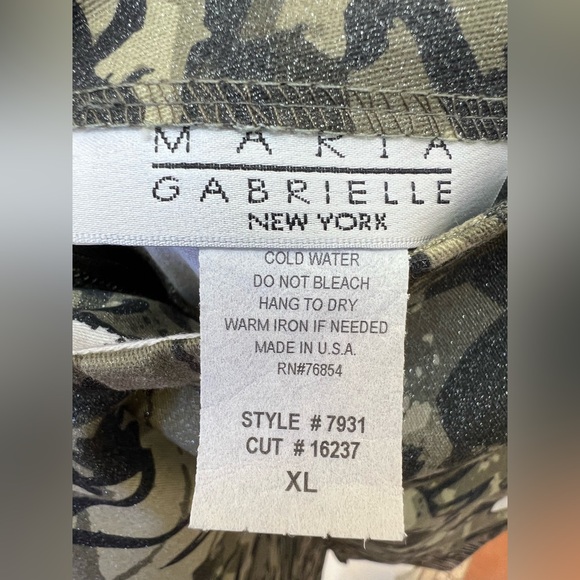 MARIA
GABRIELLE
NEW YORK
COLD WATER
DO NOT BLEACH
HANG TO DRY
WARM IRON IF NEEDED
MADE IN U.S.A.
RN#76854
STYLE # 7931
CUT # 16237
XL